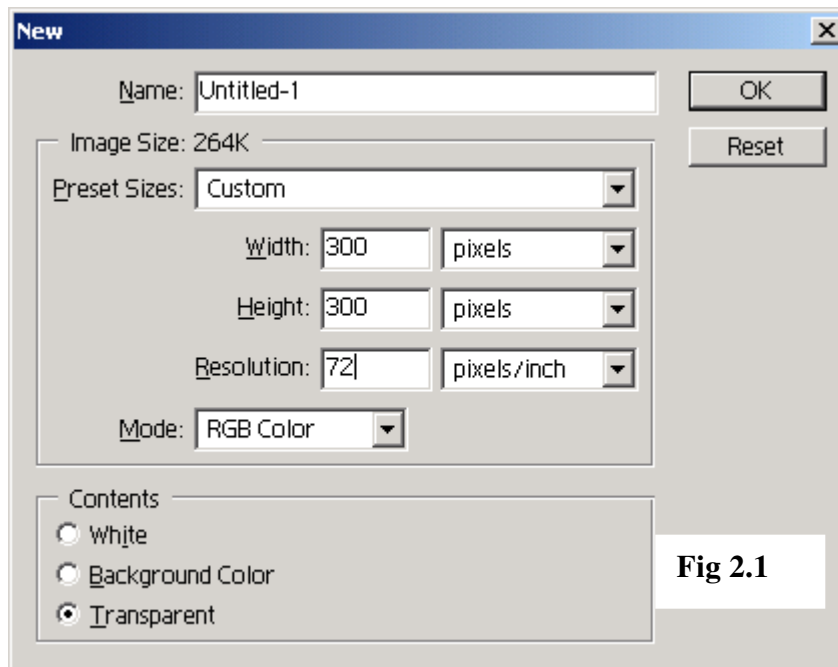 New
Name: Untitled-1
OK
Image Size: 264K
Reset
Preset Sizes: Custom
Width: 300 pixels
Height: 300 pixels
Resolution: 72 pixels/inch
Mode: RGB Color
Contents
White
Background Color
Transparent
Fig 2.1